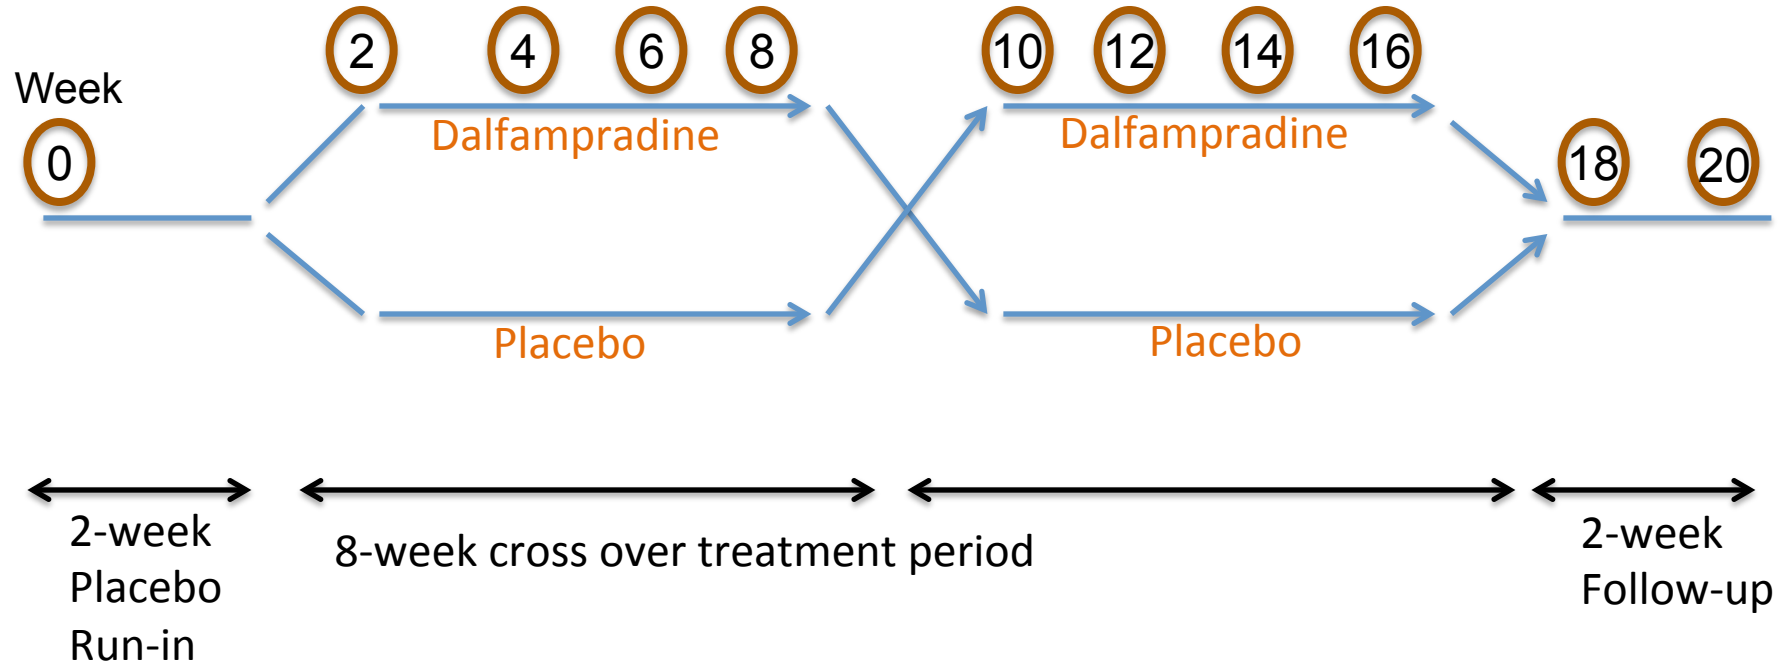 Week
0
2 4 6 8 10 12 14 16
18 20
Dalfampradine Dalfampradine
Placebo Placebo
2-week
Placebo
Run-in
8-week cross over treatment period
2-week
Follow-up